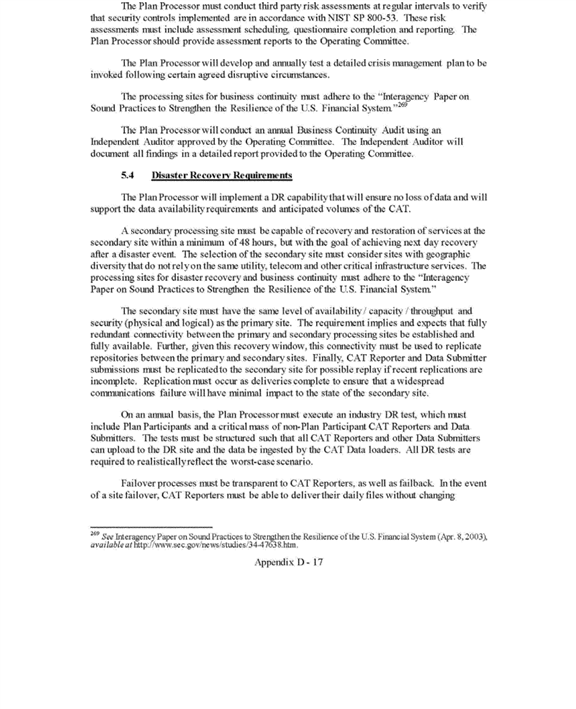 The Plan Processor must conduct third party risk assessments at regular intervals to verify
that security controls implemented are in accordance with NIST SP 800-53. These risk
assessments must include assessment scheduling, questionnaire completion and reporting. The
Plan Processor should provide assessment reports to the Operating Committee.
The Plan Processor will develop and annually test a detailed crisis management plan to be
invoked following certain agreed disruptive circumstances.
The processing sites for business continuity must adhere to the “Interagency Paper on
Sound Practices to Strengthen the Resilience of the U.S. Financial System.”269
The Plan Processor will conduct an annual Business Continuity Audit using an
Independent Auditor approved by the Operating Committee. The Independent Auditor will
document all findings in a detailed report provided to the Operating Committee.
5.4 Disaster Recovery Requirements
The Plan Processor will implement a DR capability that will ensure no loss of data and will
support the data availability requirements and anticipated volumes of the CAT.
A secondary processing site must be capable of recovery and restoration of services at the
secondary site within a minimum of 48 hours, but with the goal of achieving next day recovery
after a disaster event. The selection of the secondary site must consider sites with geographic
diversity that do not rely on the same utility, telecom and other critical infrastructure services. The
processing sites for disaster recovery and business continuity must adhere to the “Interagency
Paper on Sound Practices to Strengthen the Resilience of the U.S. Financial System.”
The secondary site must have the same level of availability / capacity / throughput and
security (physical and logical) as the primary site. The requirement implies and expects that fully
redundant connectivity between the primary and secondary processing sites be established and
fully available. Further, given this recovery window, this connectivity must be used to replicate
repositories between the primary and secondary sites. Finally, CAT Reporter and Data Submitter
submissions must be replicated to the secondary site for possible replay if recent replications are
incomplete. Replication must occur as deliveries complete to ensure that a widespread
communications failure will have minimal impact to the state of the secondary site.
On an annual basis, the Plan Processor must execute an industry DR test, which must
include Plan Participants and a critical mass of non-Plan Participant CAT Reporters and Data
Submitters. The tests must be structured such that all CAT Reporters and other Data Submitters
can upload to the DR site and the data be ingested by the CAT Data loaders. All DR tests are
required to realistically reflect the worst-case scenario.
Failover processes must be transparent to CAT Reporters, as well as failback. In the event
of a site failover, CAT Reporters must be able to deliver their daily files without changing
269 See Interagency Paper on Sound Practices to Strengthen the Resilience of the U.S. Financial System (Apr. 8, 2003),
available at http://www.sec.gov/news/studies/34-47638.htm.
Appendix D - 17